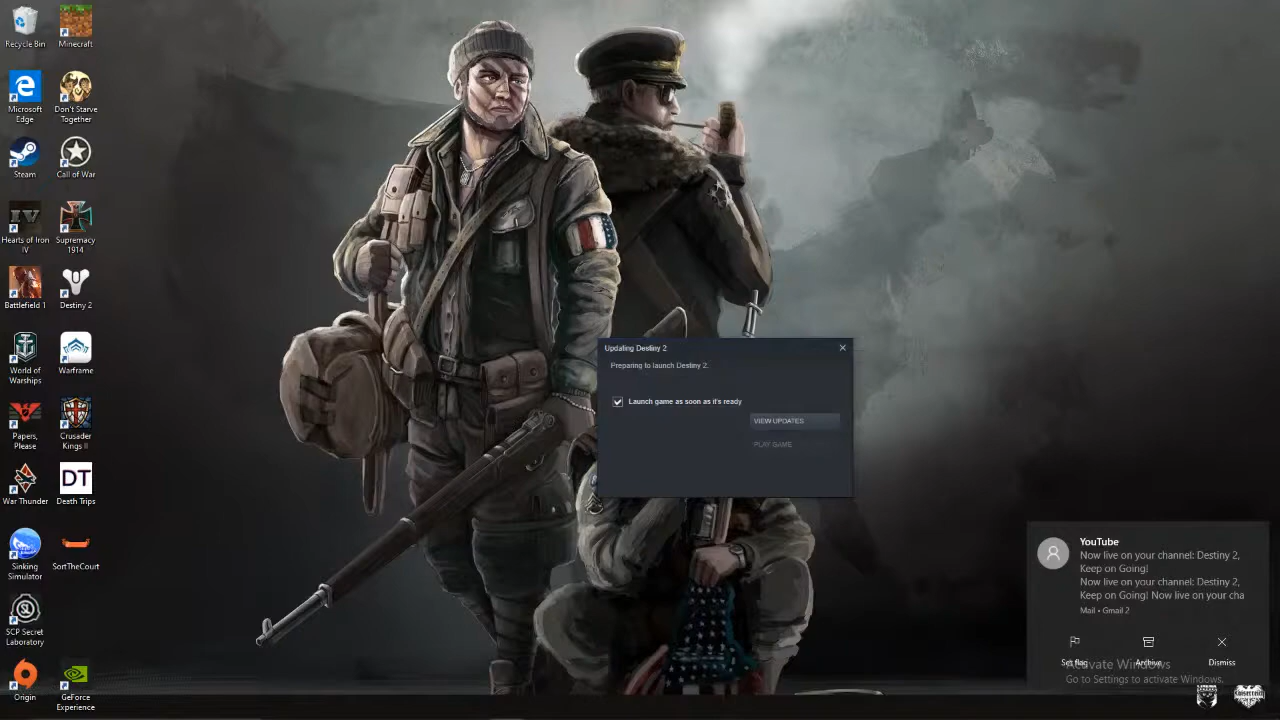 Recycle Bin
Minecraft
Microsoft
Edge
Don't Starve
Together
Steam
Call of War
IV
Hearts of Iron
IV
Supremacy
1914
Battlefield 1
Destiny 2
World of
Warships
Warframe
Papers,
Please
Crusader
Kings II
War Thunder
DT
Death Trips
Sinking
Simulator
SortTheCourt
SCP Secret
Laboratory
Origin
GeForce
Experience
Updating Destiny 2
Preparing to launch Destiny 2.
Launch game as soon as it's ready
VIEW UPDATES
PLAY GAME
YouTube
Now live on your channel: Destiny 2,
Keep on Going!
Now live on your channel: Destiny 2,
Keep on Going! Now live on your cha
Mail • Gmail 2
Set flag
Archive
Dismiss
Activate Windows
Go to Settings to activate Windows.